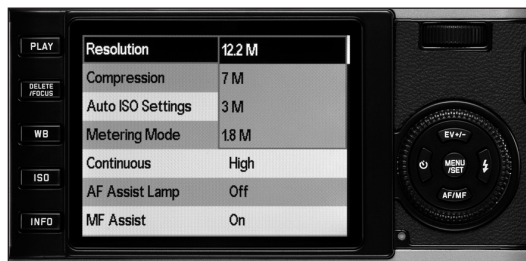 PLAY
DELETE
/FOCUS
WB
ISO
INFO
Resolution 12.2 M
Compression 7 M
Auto ISO Settings 3 M
Metering Mode 1.8 M
Continuous High
AF Assist Lamp Off
MF Assist On
EV+/-
MENU
/SET
AF/MF